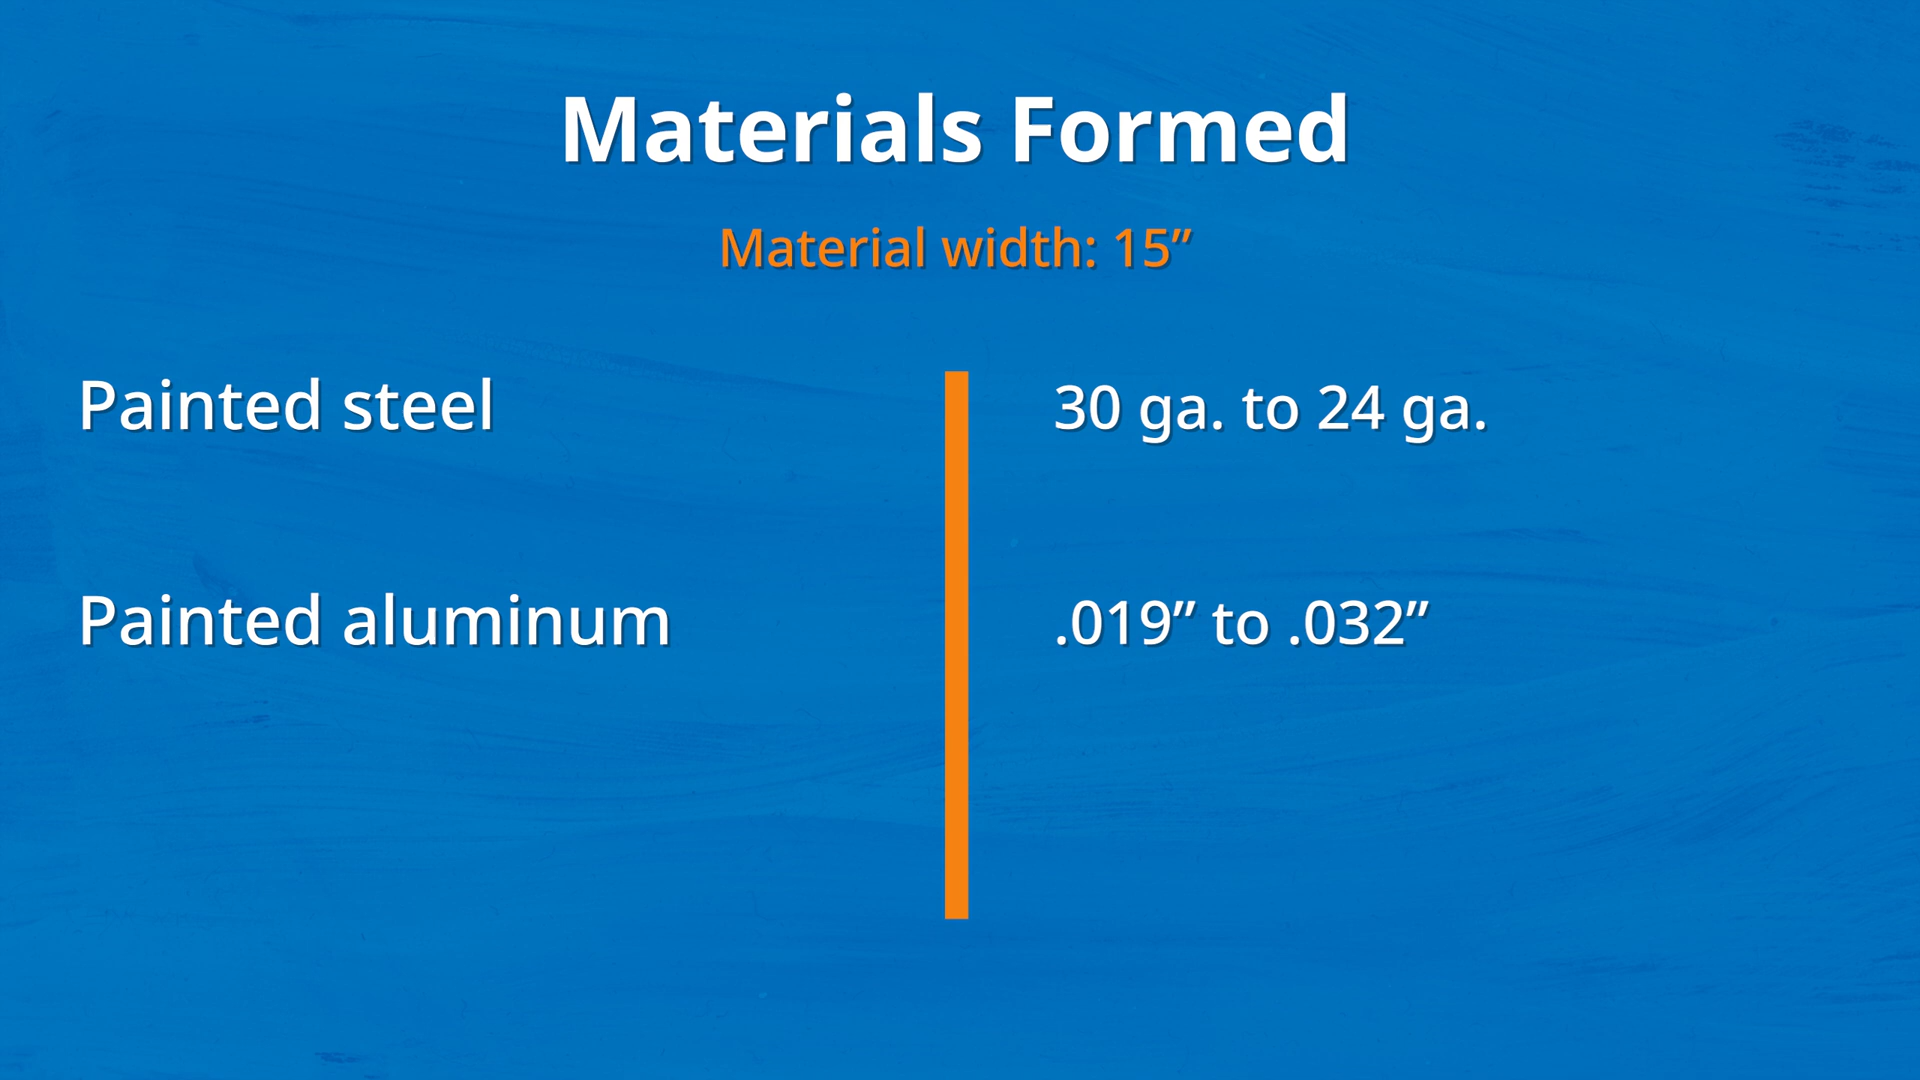 Materials Formed
Material width: 15”
Painted steel
30 ga. to 24 ga.
Painted aluminum
.019” to .032”